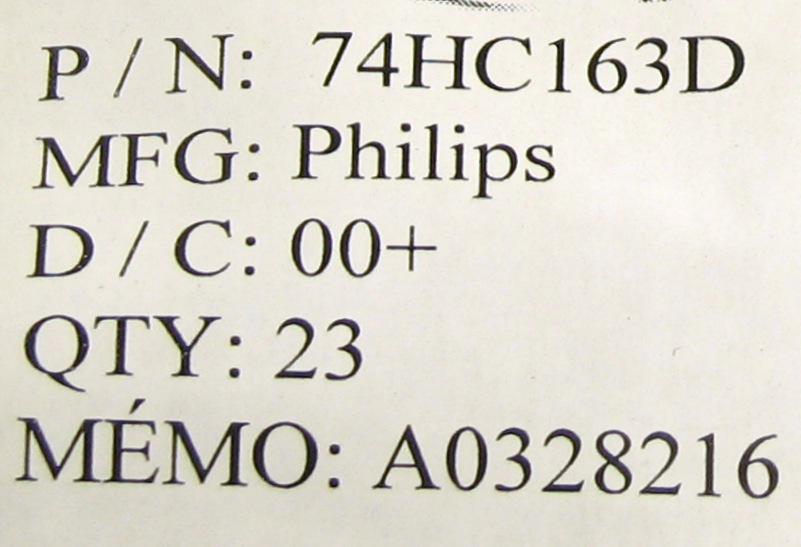 P / N: 74HC163D
MFG: Philips
D / C: 00+
QTY: 23
MÉMO: A0328216